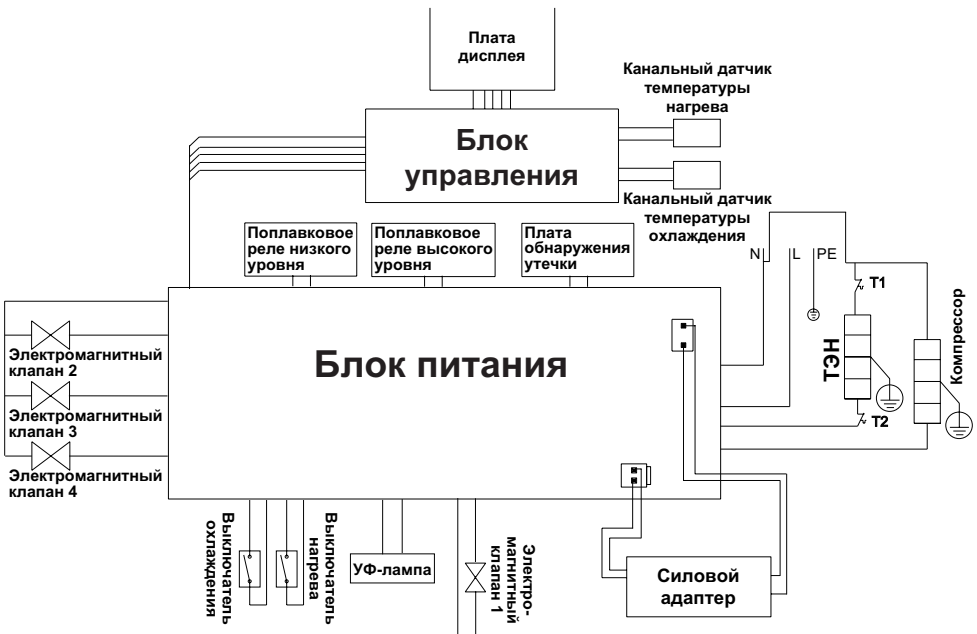 Плата
дисплея
Канальный датчик
температуры
нагрева
Блок
управления
Канальный датчик
температуры
охлаждения
Поплавковое
реле низкого
уровня
Поплавковое
реле высокого
уровня
Плата
обнаружения
утечки
N
L
PE
T1
ТЭН
Компрессор
T2
Электромагнитный
клапан 2
Электромагнитный
клапан 3
Электромагнитный
клапан 4
Блок питания
Выключатель
охлаждения
Выключатель
нагрева
УФ-лампа
Электро-
магнитный
клапан 1
Силовой
адаптер